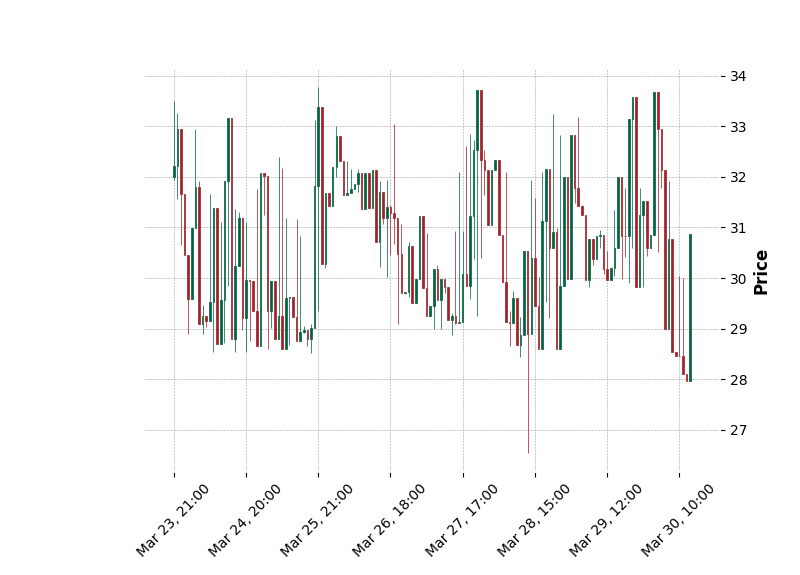 34
33
32
31
30
29
28
27
Price
Mar 23, 21:00
Mar 24, 20:00
Mar 25, 21:00
Mar 26, 18:00
Mar 27, 17:00
Mar 28, 15:00
Mar 29, 12:00
Mar 30, 10:00